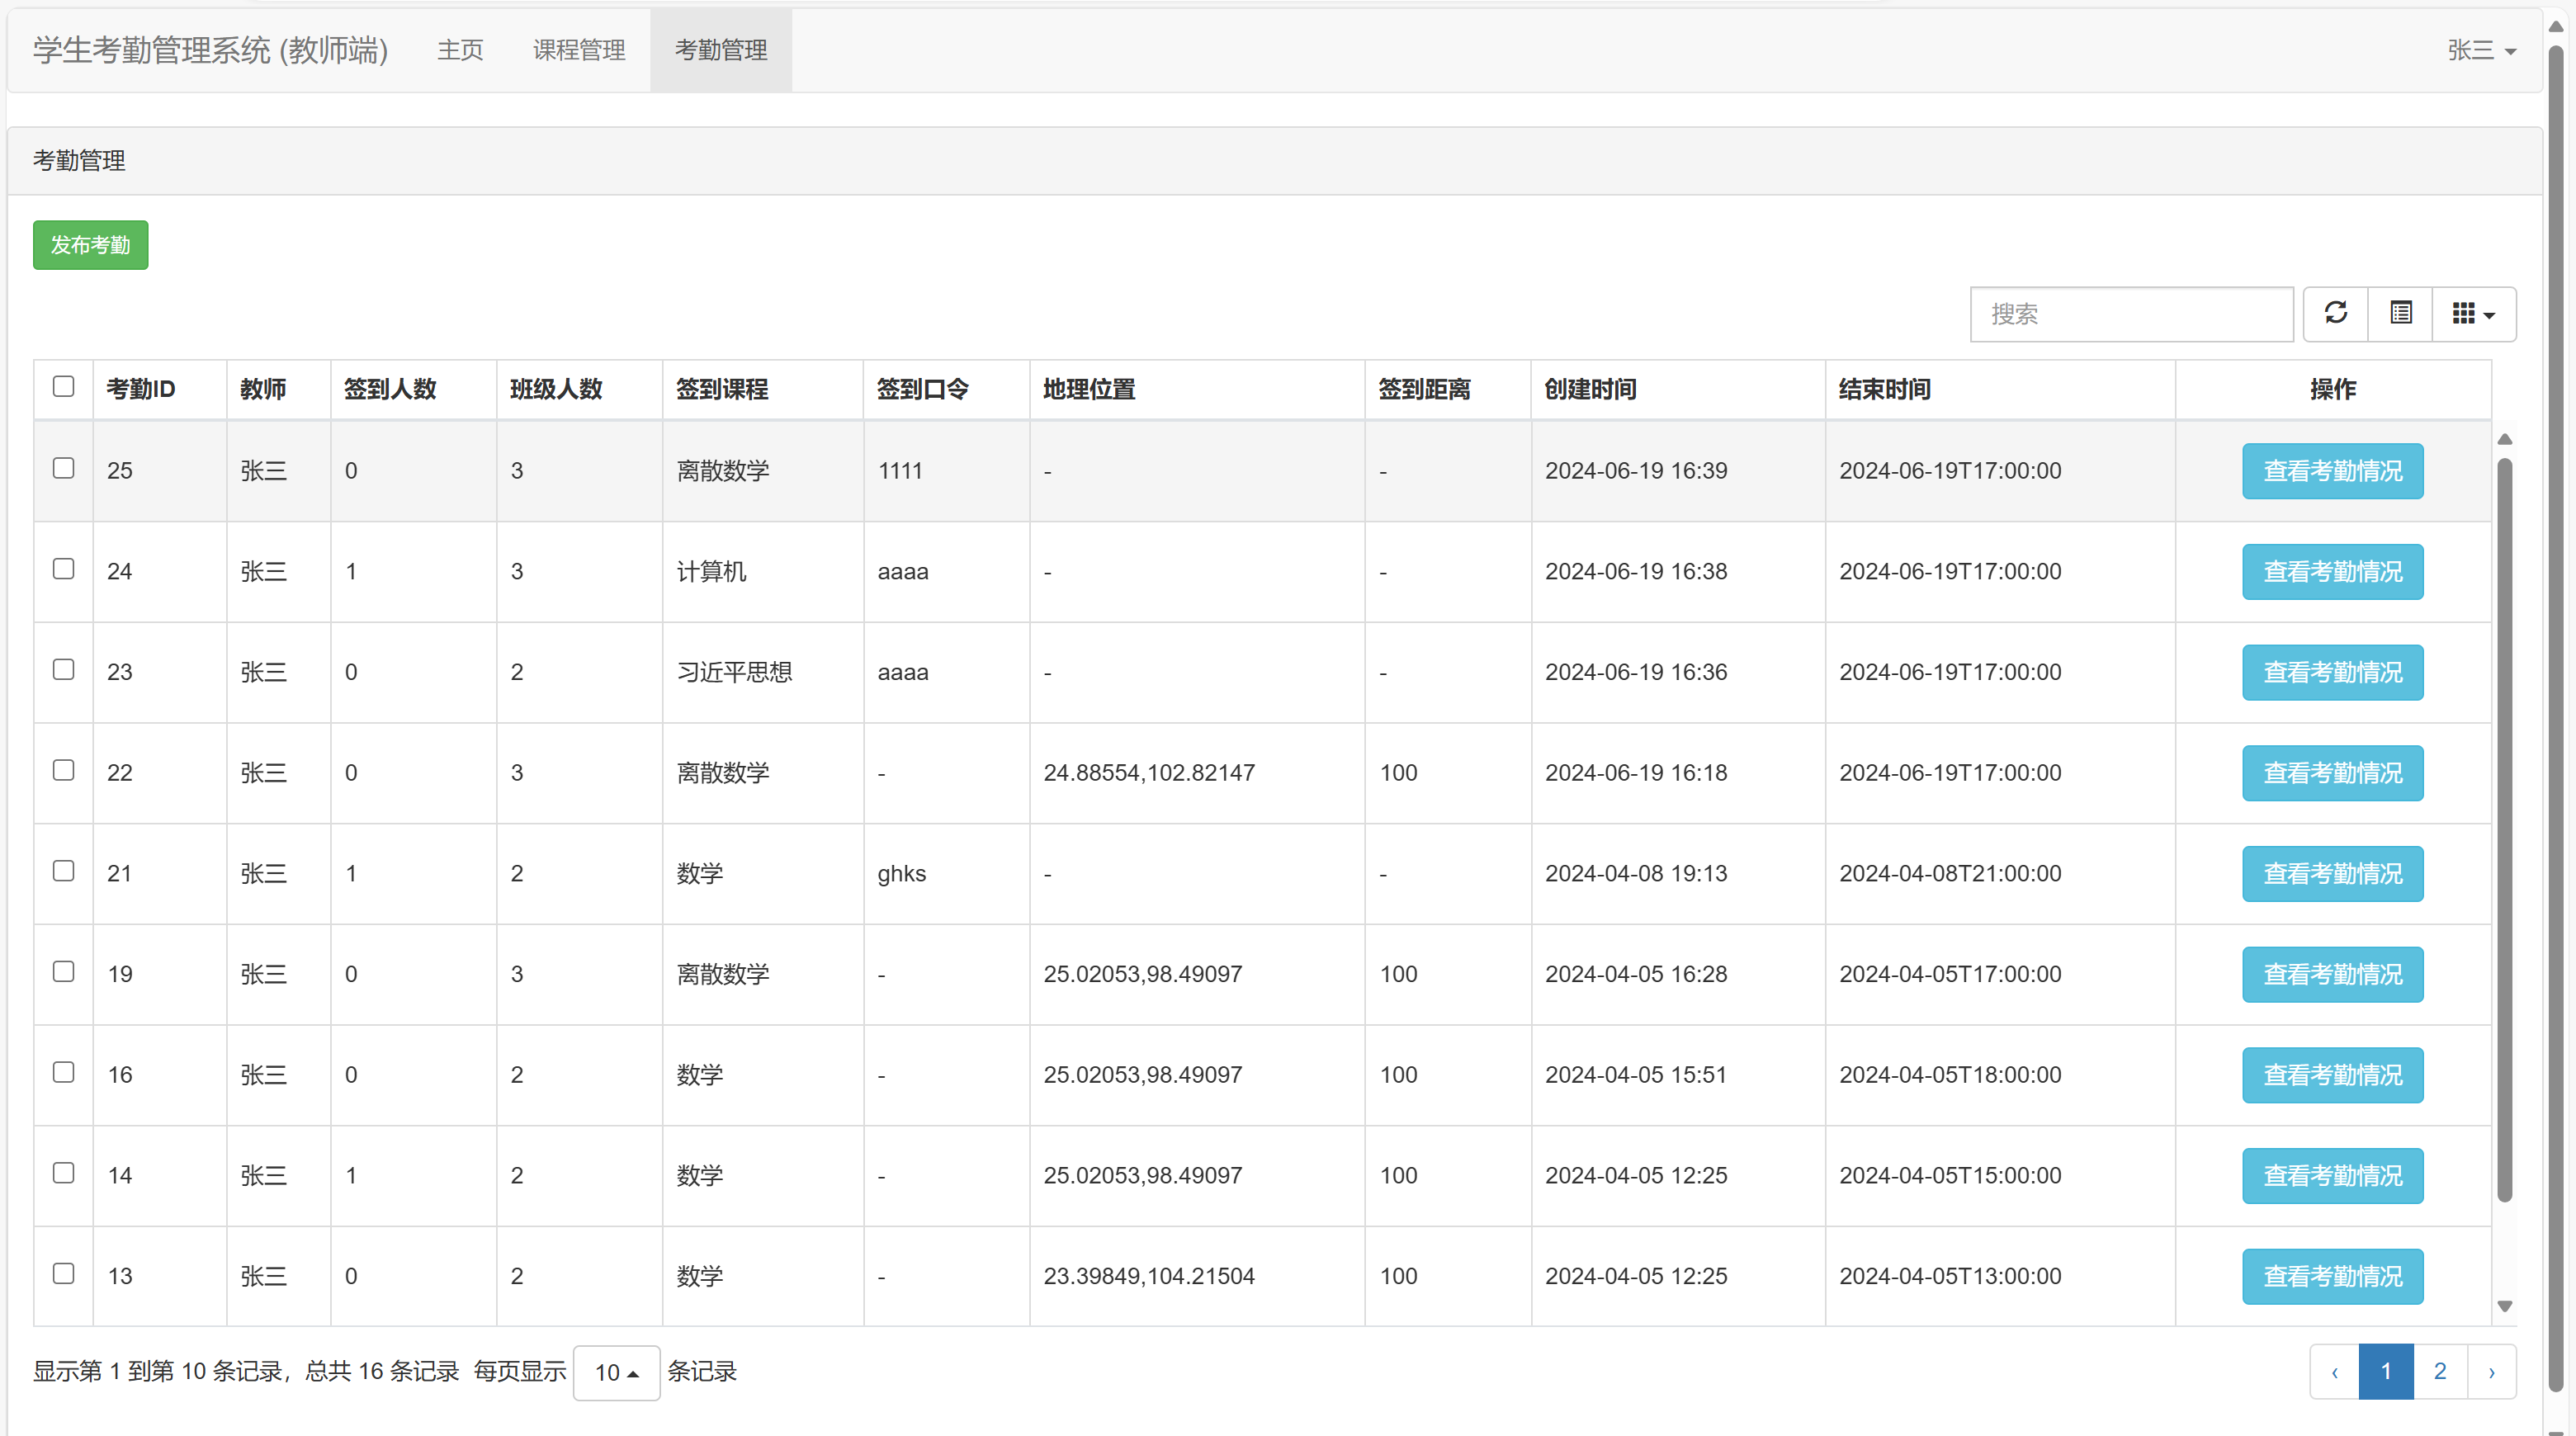 学生考勤管理系统 (教师端) 主页 课程管理 考勤管理 张三
考勤管理
发布考勤
搜索
考勤ID 教师 签到人数 班级人数 签到课程 签到口令 地理位置 签到距离 创建时间 结束时间 操作
25 张三 0 3 离散数学 1111 - - 2024-06-19 16:39 2024-06-19T17:00:00 查看考勤情况
24 张三 1 3 计算机 aaaa - - 2024-06-19 16:38 2024-06-19T17:00:00 查看考勤情况
23 张三 0 2 习近平思想 aaaa - - 2024-06-19 16:36 2024-06-19T17:00:00 查看考勤情况
22 张三 0 3 离散数学 - 24.88554,102.82147 100 2024-06-19 16:18 2024-06-19T17:00:00 查看考勤情况
21 张三 1 2 数学 ghks - - 2024-04-08 19:13 2024-04-08T21:00:00 查看考勤情况
19 张三 0 3 离散数学 - 25.02053,98.49097 100 2024-04-05 16:28 2024-04-05T17:00:00 查看考勤情况
16 张三 0 2 数学 - 25.02053,98.49097 100 2024-04-05 15:51 2024-04-05T18:00:00 查看考勤情况
14 张三 1 2 数学 - 25.02053,98.49097 100 2024-04-05 12:25 2024-04-05T15:00:00 查看考勤情况
13 张三 0 2 数学 - 23.39849,104.21504 100 2024-04-05 12:25 2024-04-05T13:00:00 查看考勤情况
显示第 1 到第 10 条记录，总共 16 条记录 每页显示 10 条记录 ‹ 1 2 ›